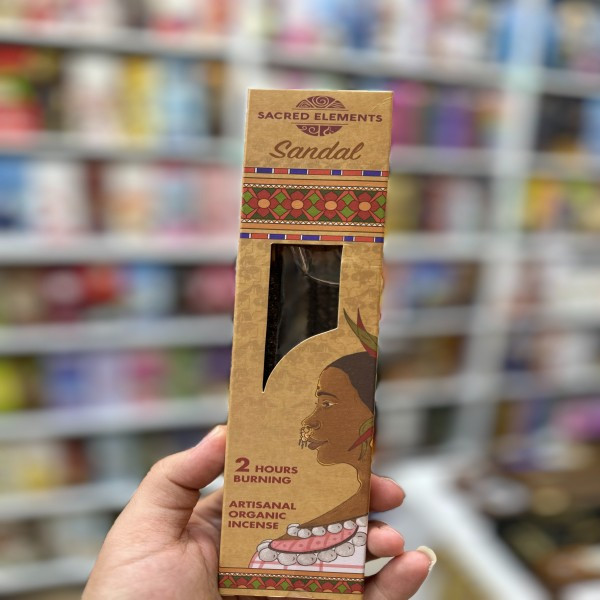 SACRED ELEMENTS
Sandal
2 HOURS
BURNING
ARTISANAL
ORGANIC
INCENSE